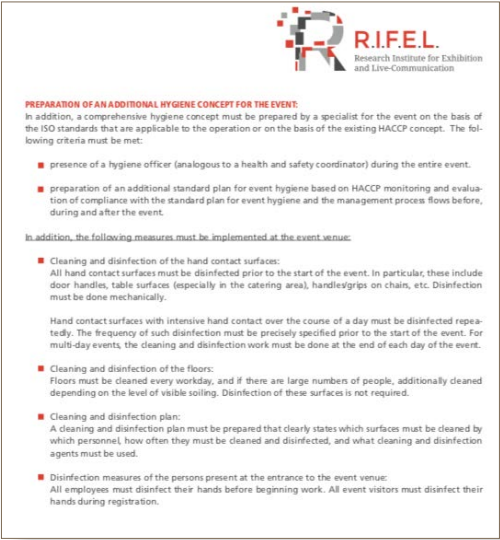 R.I.F.E.L.
Research Institute for Exhibition
and Live-Communication
PREPARATION OF AN ADDITIONAL HYGIENE CONCEPT FOR THE EVENT:
In addition, a comprehensive hygiene concept must be prepared by a specialist for the event on the basis of
the ISO standards that are applicable to the operation or on the basis of the existing HACCP concept. The fol-
lowing criteria must be met:
presence of a hygiene officer (analogous to a health and safety coordinator) during the entire event.
preparation of an additional standard plan for event hygiene based on HACCP monitoring and evalua-
tion of compliance with the standard plan for event hygiene and the management process flows before,
during and after the event.
In addition, the following measures must be implemented at the event venue:
Cleaning and disinfection of the hand contact surfaces:
All hand contact surfaces must be disinfected prior to the start of the event. In particular, these include
door handles, table surfaces (especially in the catering area), handles/grips on chairs, etc. Disinfection
must be done mechanically.
Hand contact surfaces with intensive hand contact over the course of a day must be disinfected repea-
tedly. The frequency of such disinfection must be precisely specified prior to the start of the event. For
multi-day events, the cleaning and disinfection work must be done at the end of each day of the event.
Cleaning and disinfection of the floors:
Floors must be cleaned every workday, and if there are large numbers of people, additionally cleaned
depending on the level of visible soiling. Disinfection of these surfaces is not required.
Cleaning and disinfection plan:
A cleaning and disinfection plan must be prepared that clearly states which surfaces must be cleaned by
which personnel, how often they must be cleaned and disinfected, and what cleaning and disinfection
agents must be used.
Disinfection measures of the persons present at the entrance to the event venue:
All employees must disinfect their hands before beginning work. All event visitors must disinfect their
hands during registration.